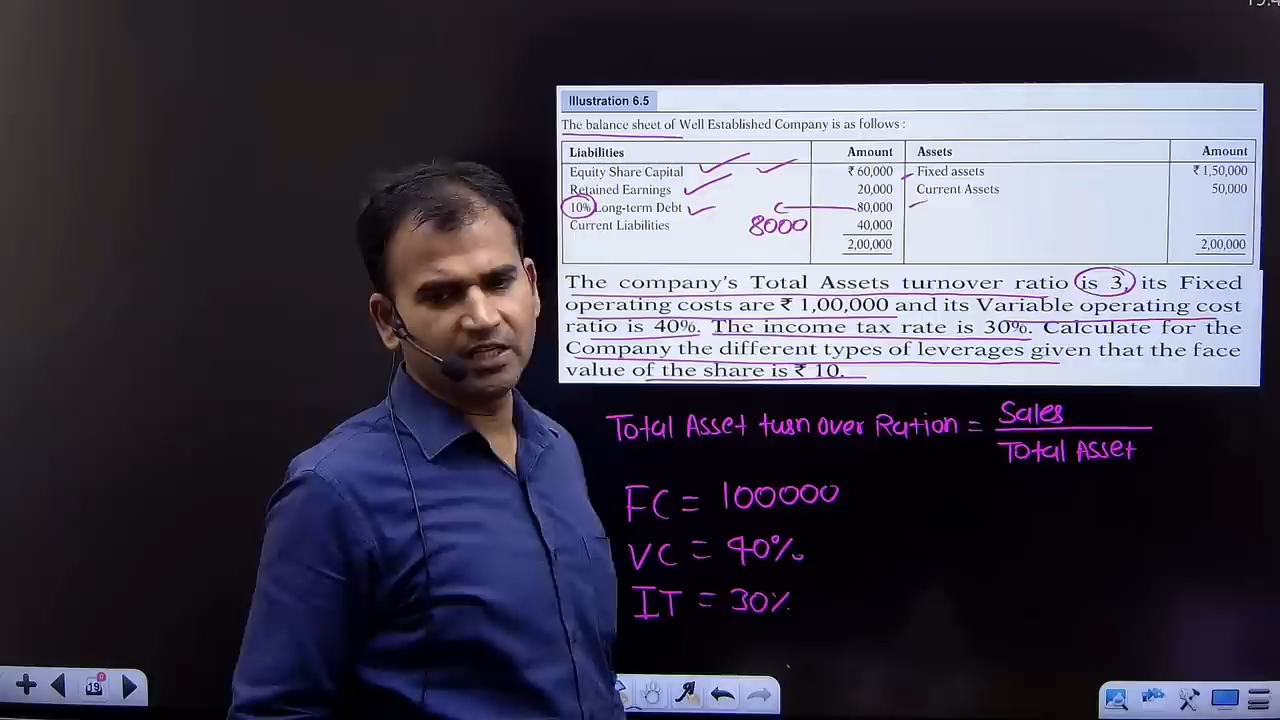 Illustration 6.5
The balance sheet of Well Established Company is as follows :
Liabilities Amount Assets Amount
Equity Share Capital ₹ 60,000 Fixed assets ₹ 1,50,000
Retained Earnings 20,000 Current Assets 50,000
10% Long-term Debt 80,000
Current Liabilities 8000 40,000
2,00,000 2,00,000
The company's Total Assets turnover ratio is 3, its Fixed
operating costs are ₹ 1,00,000 and its Variable operating cost
ratio is 40%. The income tax rate is 30%. Calculate for the
Company the different types of leverages given that the face
value of the share is ₹ 10.
Total Asset turn over Ration = Sales
Total Asset
FC = 100000
VC = 40%
IT = 30%
19